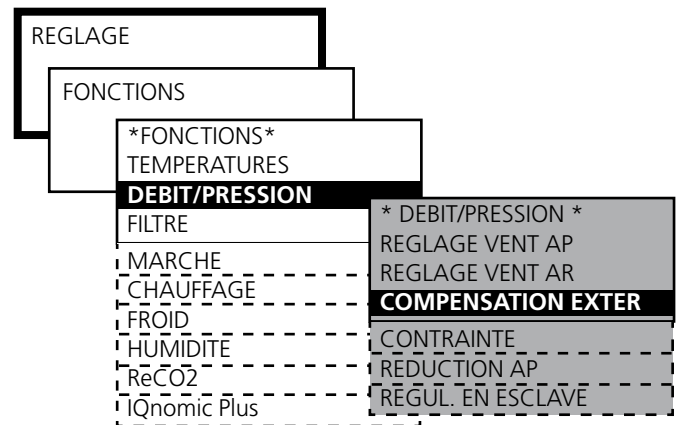 REGLAGE
FONCTIONS
*FONCTIONS*
TEMPERATURES
DEBIT/PRESSION
FILTRE
MARCHE
CHAUFFAGE
FROID
HUMIDITE
ReCO2
IQnomic Plus
* DEBIT/PRESSION *
REGLAGE VENT AP
REGLAGE VENT AR
COMPENSATION EXTER
CONTRAINTE
REDUCTION AP
REGUL. EN ESCLAVE